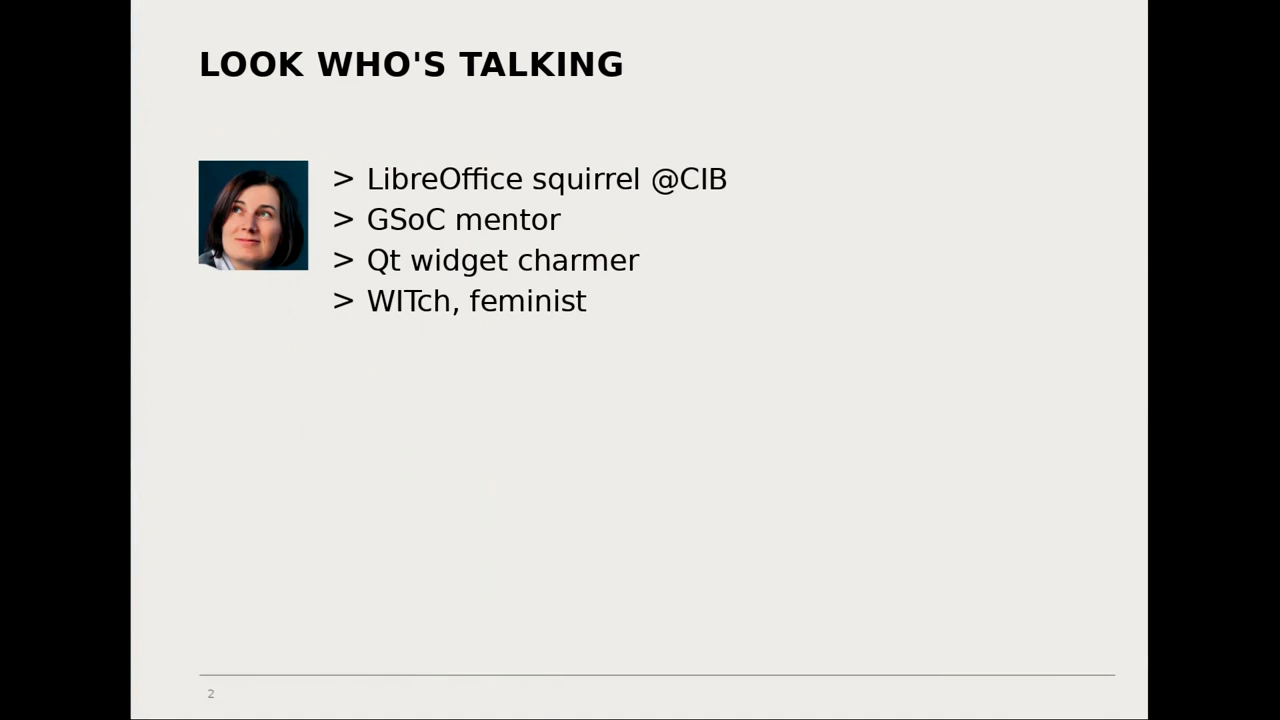 LOOK WHO'S TALKING
> LibreOffice squirrel @CIB
> GSoC mentor
> Qt widget charmer
> WITch, feminist
2